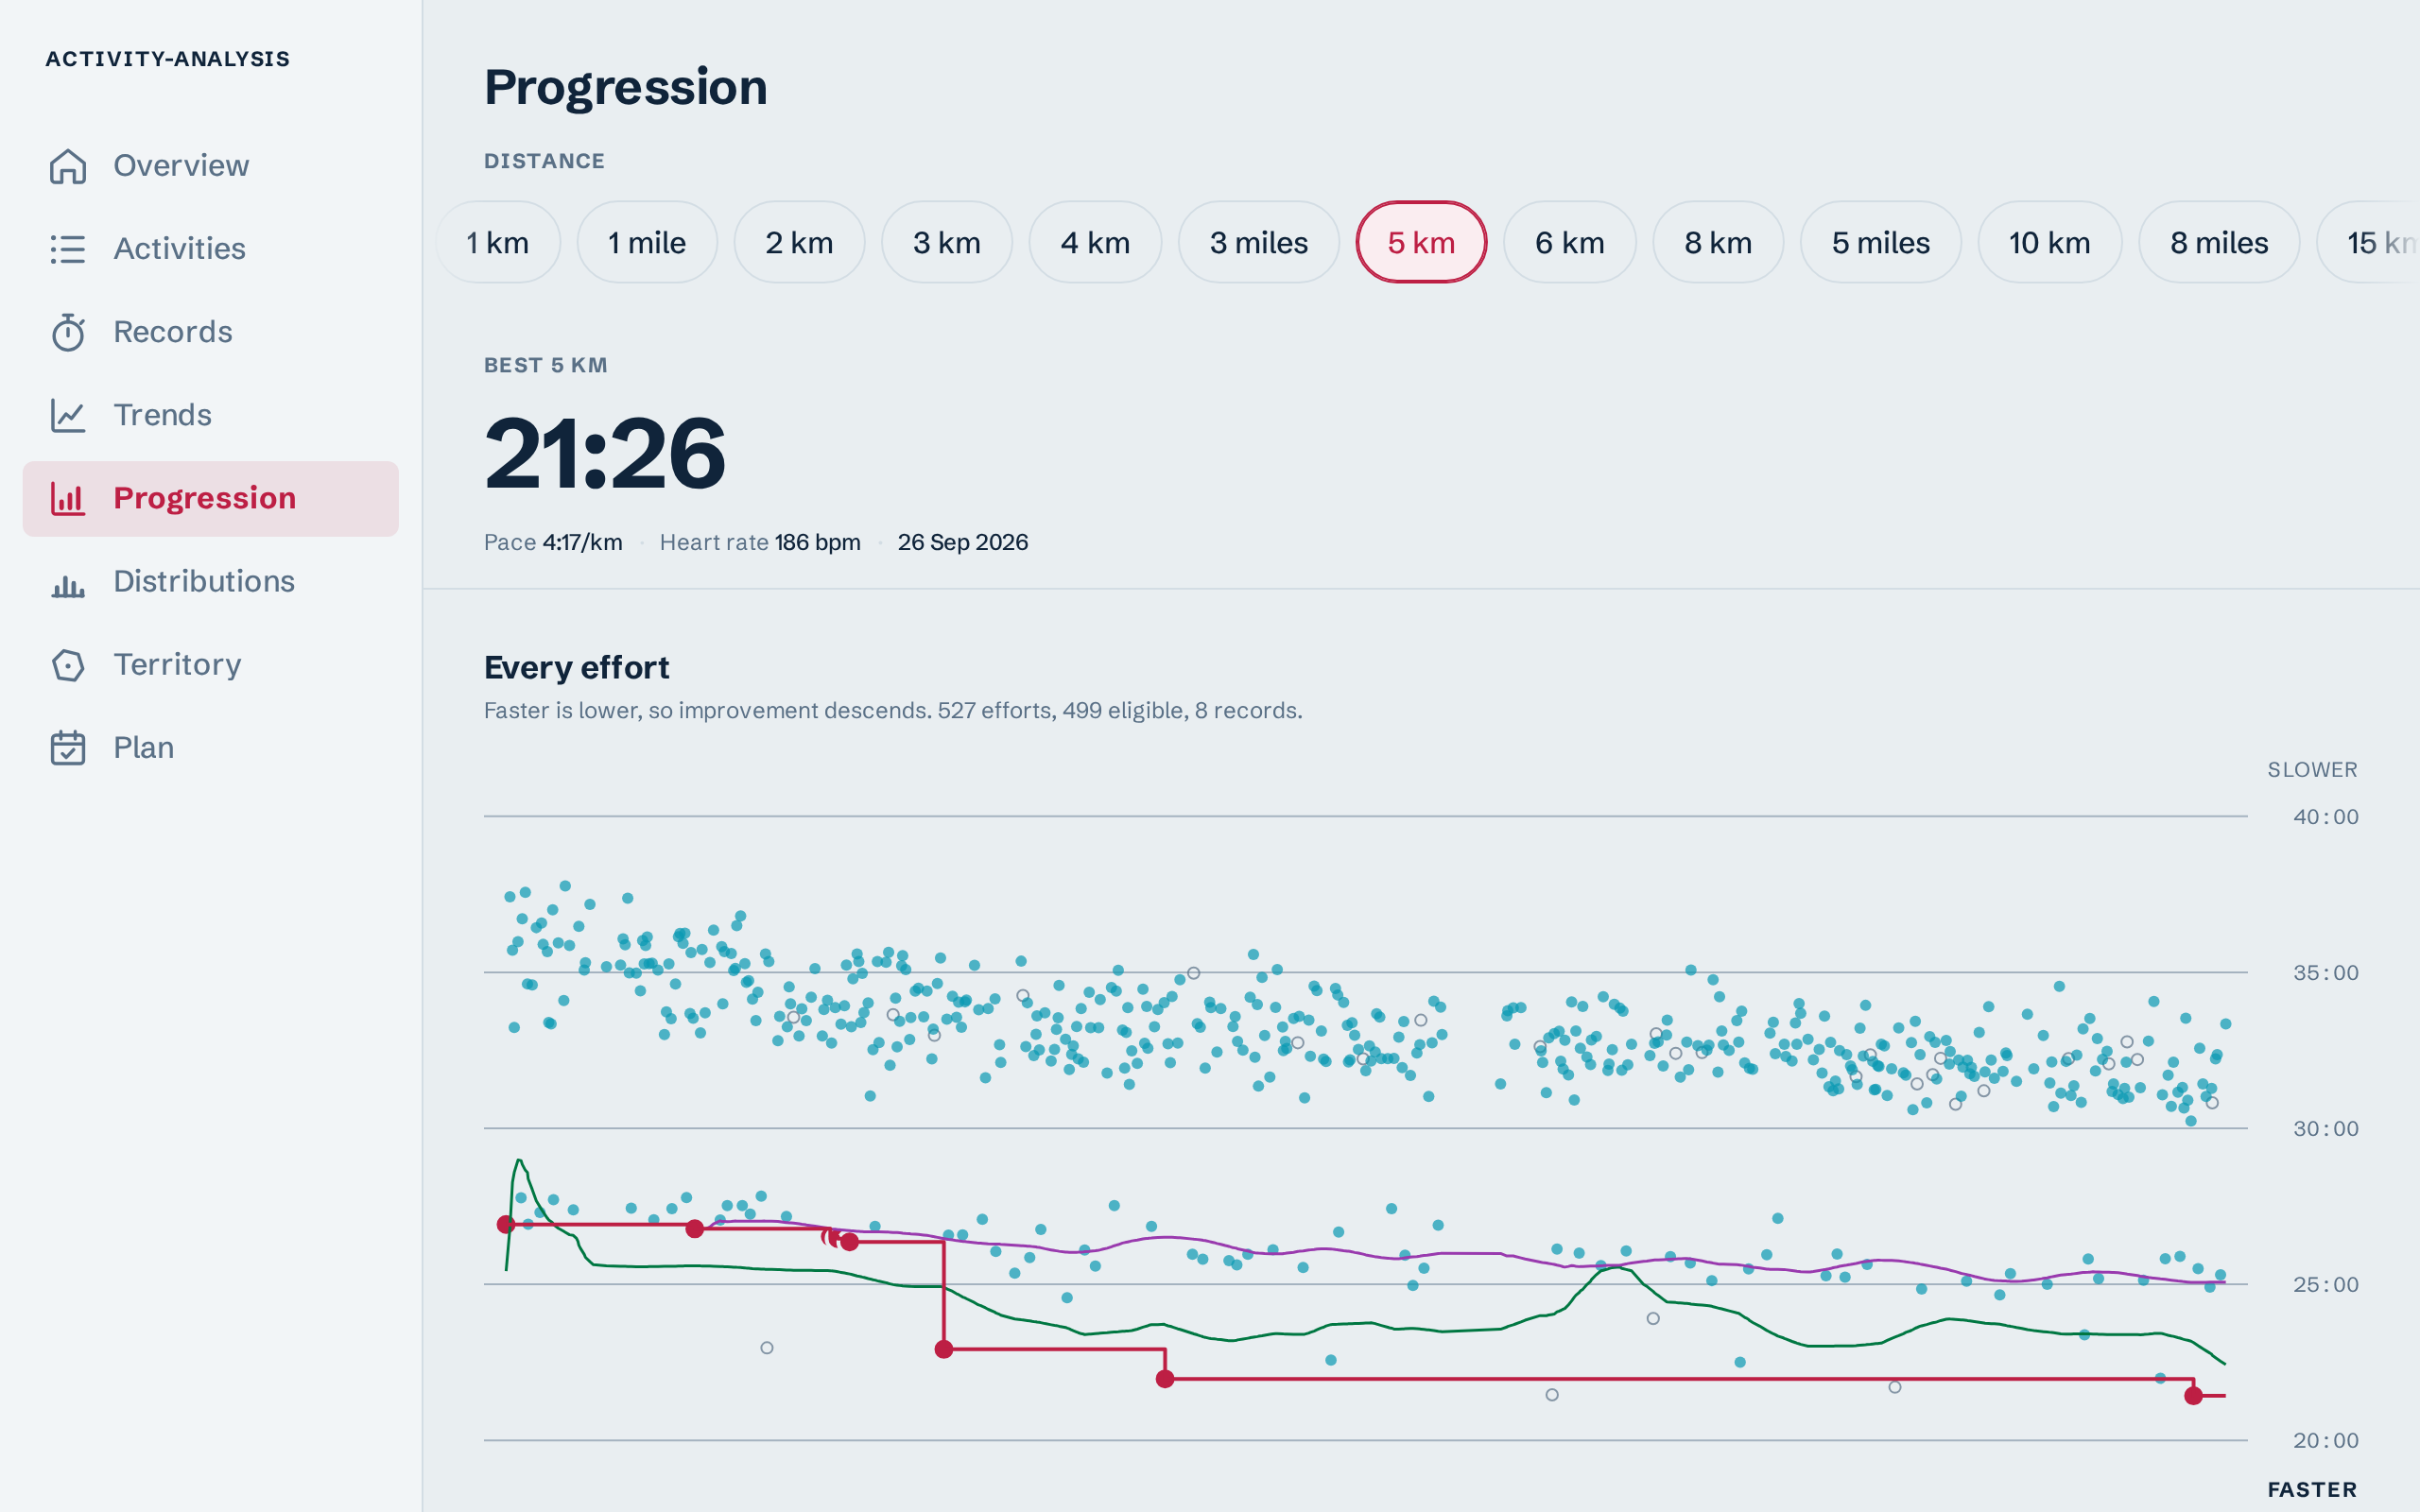 ACTIVITY-ANALYSIS
Overview
Activities
Records
Trends
Progression
Distributions
Territory
Plan
Progression
DISTANCE
1 km 1 mile 2 km 3 km 4 km 3 miles 5 km 6 km 8 km 5 miles 10 km 8 miles 15 km
BEST 5 KM
21:26
Pace 4:17/km · Heart rate 186 bpm · 26 Sep 2026
Every effort
Faster is lower, so improvement descends. 527 efforts, 499 eligible, 8 records.
SLOWER
40:00
35:00
30:00
25:00
20:00
FASTER